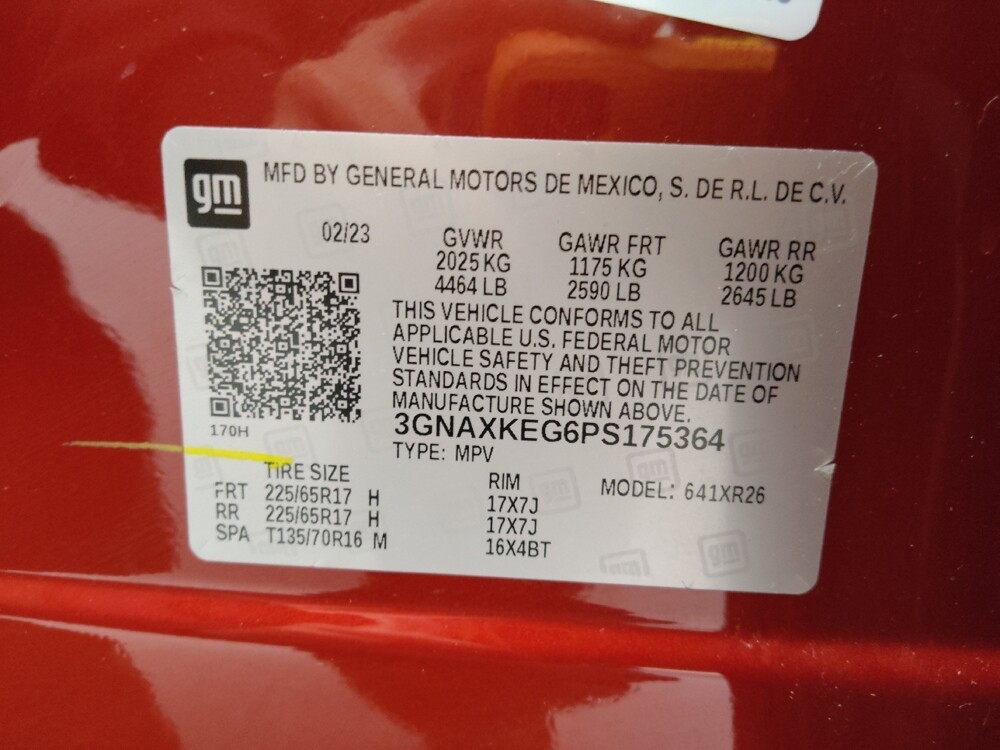 gm
MFD BY GENERAL MOTORS DE MEXICO, S. DE R.L. DE C.V.
02/23
GVWR GAWR FRT GAWR RR
2025 KG 1175 KG 1200 KG
4464 LB 2590 LB 2645 LB
THIS VEHICLE CONFORMS TO ALL
APPLICABLE U.S. FEDERAL MOTOR
VEHICLE SAFETY AND THEFT PREVENTION
STANDARDS IN EFFECT ON THE DATE OF
MANUFACTURE SHOWN ABOVE.
170H
3GNAXKEG6PS175364
TYPE: MPV
TIRE SIZE RIM MODEL: 641XR26
FRT 225/65R17 H 17X7J
RR 225/65R17 H 17X7J
SPA T135/70R16 M 16X4BT